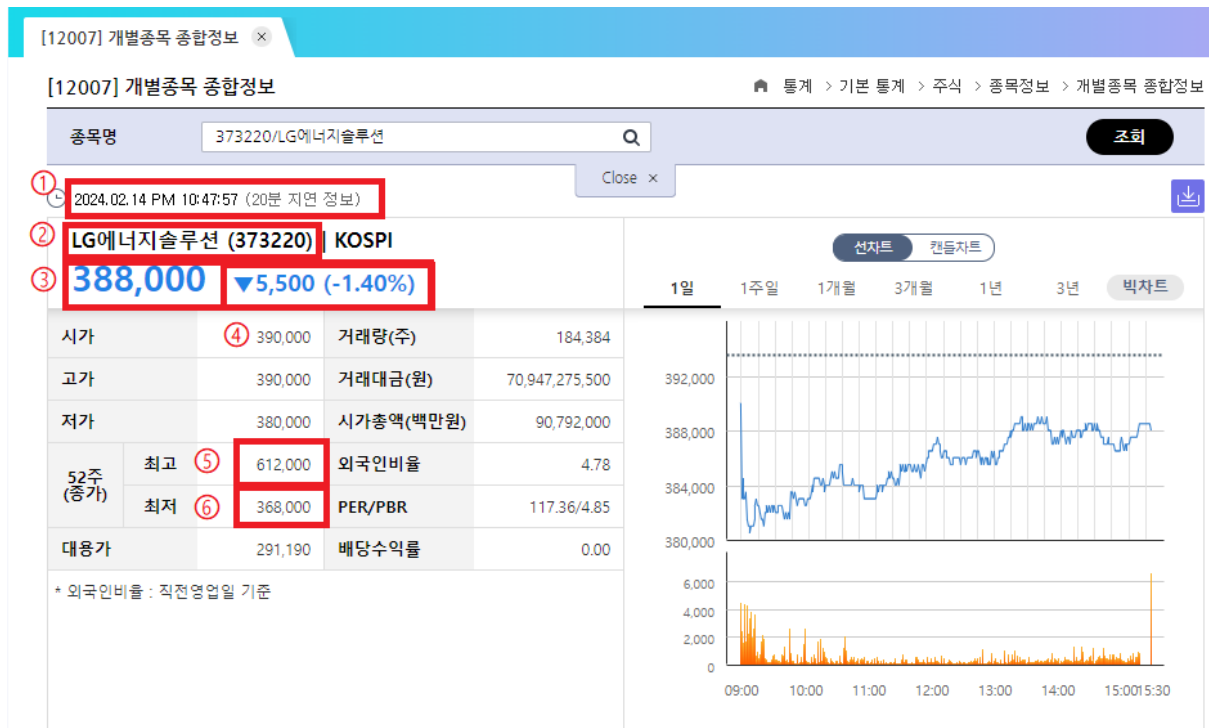 [12007] 개별종목 종합정보 ×
[12007] 개별종목 종합정보
통계 > 기본 통계 > 주식 > 종목정보 > 개별종목 종합정보
종목명 373220/LG에너지솔루션 조회
Close ×
① 2024.02.14 PM 10:47:57 (20분 지연 정보)
② LG에너지솔루션 (373220) | KOSPI
③ 388,000 ▼5,500 (-1.40%)
시가 ④ 390,000 거래량(주) 184,384
고가 390,000 거래대금(원) 70,947,275,500
저가 380,000 시가총액(백만원) 90,792,000
52주
(종가)
최고 ⑤ 612,000 외국인비율 4.78
최저 ⑥ 368,000 PER/PBR 117.36/4.85
대용가 291,190 배당수익률 0.00
* 외국인비율 : 직전영업일 기준
선차트 캔들차트
1일 1주일 1개월 3개월 1년 3년 빅차트
392,000
388,000
384,000
380,000
6,000
4,000
2,000
0
09:00 10:00 11:00 12:00 13:00 14:00 15:0015:30